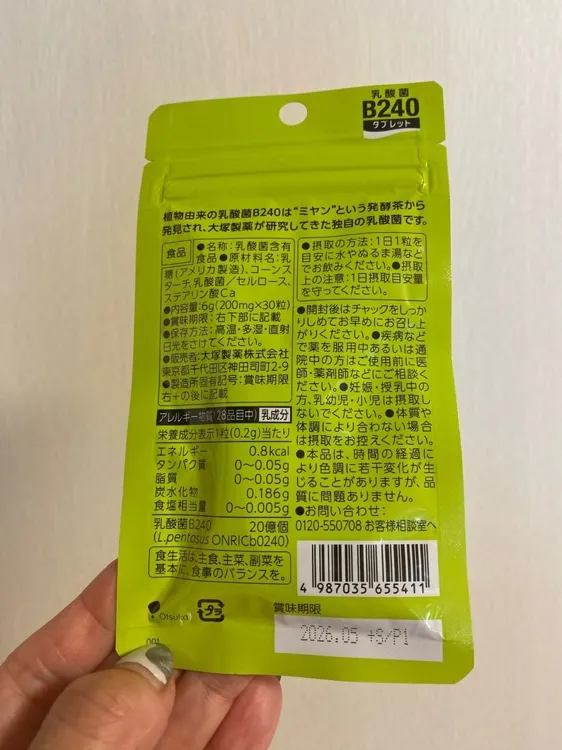 乳酸菌
B240
タブレット
植物由来の乳酸菌B240は“ミヤン”という発酵茶から
発見され、大塚製薬が研究してきた独自の乳酸菌です。
食品
●名称:乳酸菌含有
食品●原材料名:乳
糖(アメリカ製造)、コーンス
ターチ、乳酸菌/セルロース、
ステアリン酸Ca
●内容量:6g(200mg×30粒)
●賞味期限:右下部に記載
●保存方法:高温・多湿・直射
日光をさけてください。
●販売者:大塚製薬株式会社
東京都千代田区神田司町2-9
●製造所固有記号:賞味期限
右+の後に記載
アレルギー物質(28品目中) 乳成分
栄養成分表示1粒(0.2g)当たり
エネルギー 0.8kcal
タンパク質 0~0.05g
脂質 0~0.05g
炭水化物 0.186g
食塩相当量 0~0.005g
乳酸菌B240 20億個
(L.pentosus ONRICb0240)
食生活は、主食、主菜、副菜を
基本に、食事のバランスを。
●摂取の方法:1日1粒を
目安に水やぬるま湯など
でお飲みください。●摂取
上の注意:1日摂取目安量
を守ってください。
●開封後はチャックをしっか
りしめてお早めにお召し上
がりください。●疾病など
で薬を服用中あるいは通
院中の方はご使用前に医
師・薬剤師などにご相談く
ださい。●妊娠・授乳中の
方、乳幼児・小児は摂取し
ないでください。●体質や
体調により合わない場合
は摂取をお控えください。
●本品は、時間の経過に
より色調に若干変化が生
じることがありますが、品
質に問題ありません。
●お問い合わせ:
0120-550708 お客様相談室へ
4 987035 655411
Otsuka
プラ
賞味期限
2026.05 +S/P1
001